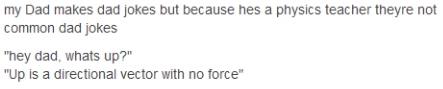 my Dad makes dad jokes but because hes a physics teacher theyre not
common dad jokes
"hey dad, whats up?"
"Up is a directional vector with no force"